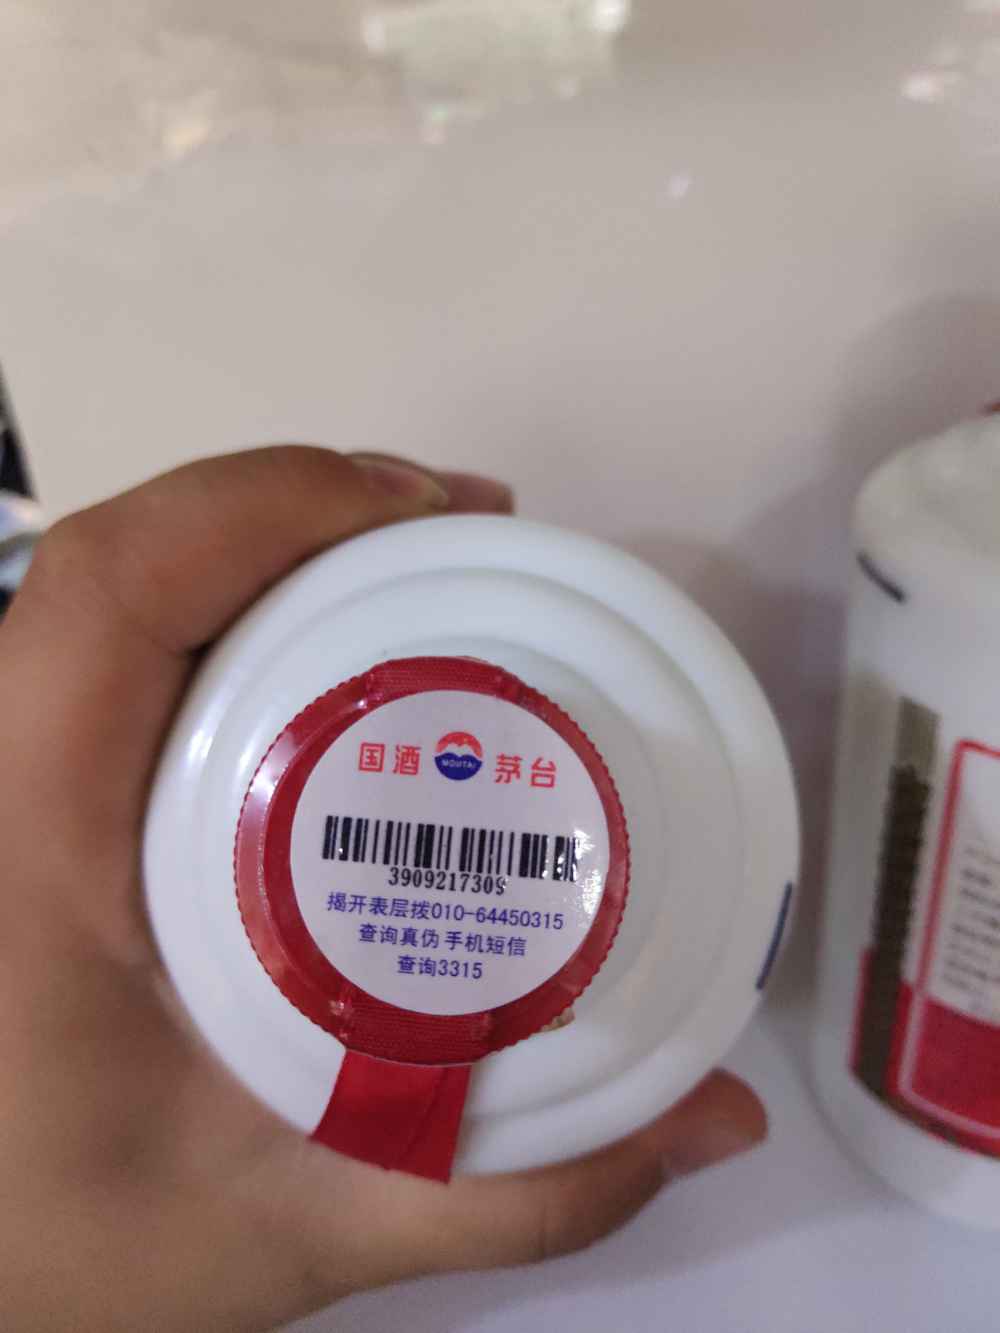 国酒 MOUTAI 茅台
3909217309
揭开表层拨010-64450315
查询真伪 手机短信
查询3315